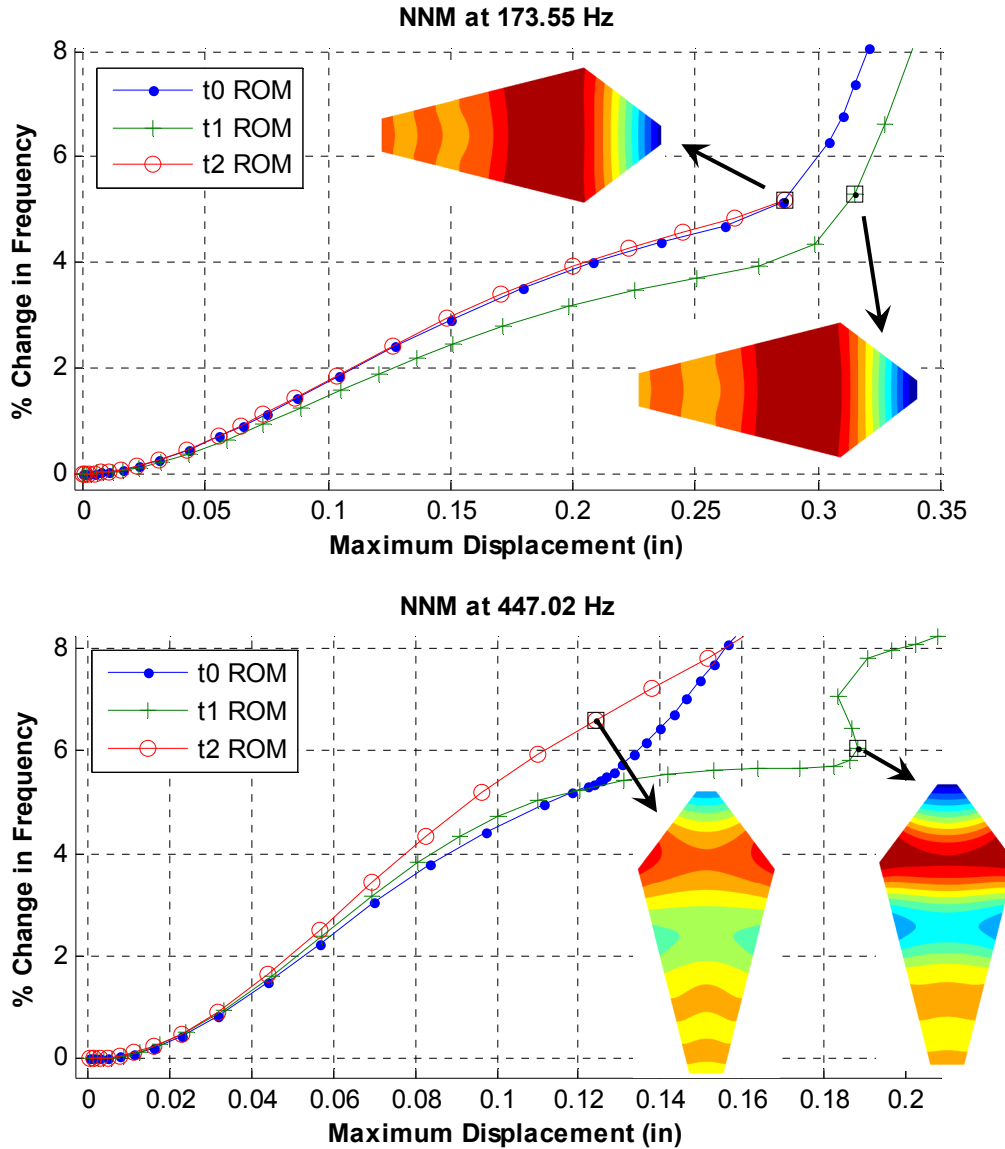 NNM at 173.55 Hz
8
6
4
2
0
% Change in Frequency
t0 ROM
t1 ROM
t2 ROM
0 0.05 0.1 0.15 0.2 0.25 0.3 0.35
Maximum Displacement (in)
NNM at 447.02 Hz
8
6
4
2
0
% Change in Frequency
t0 ROM
t1 ROM
t2 ROM
0 0.02 0.04 0.06 0.08 0.1 0.12 0.14 0.16 0.18 0.2
Maximum Displacement (in)